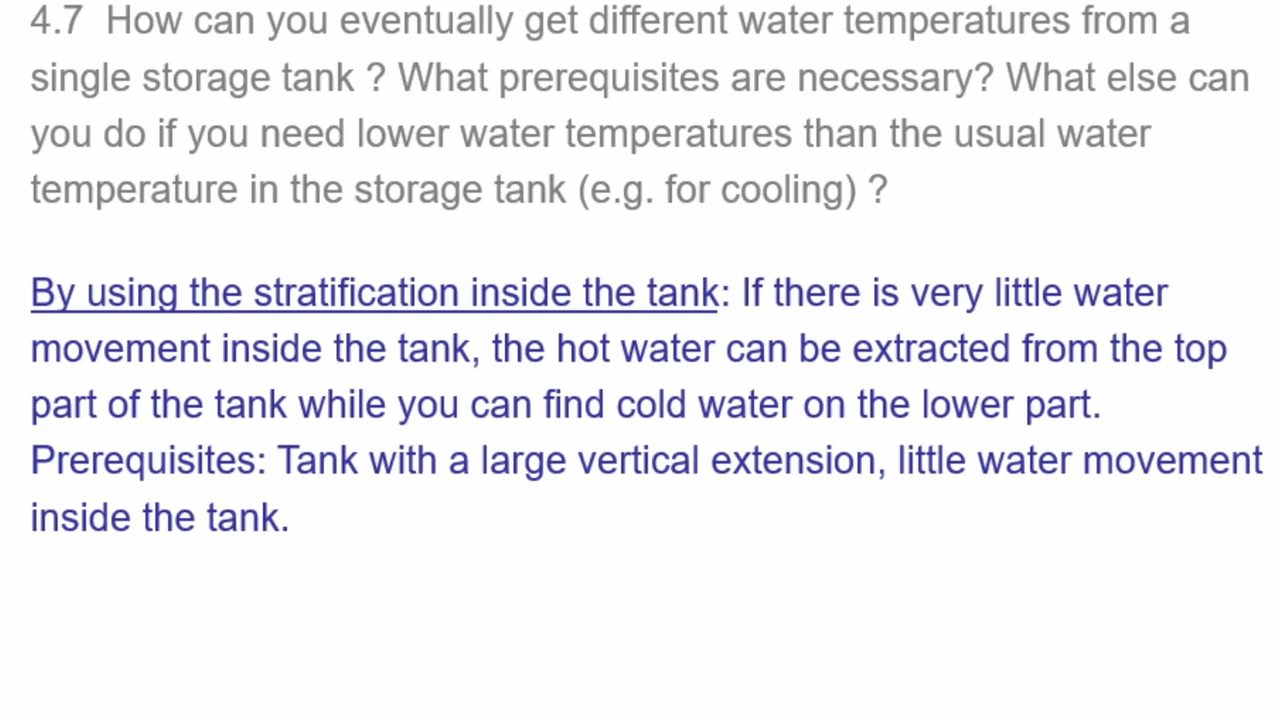 4.7 How can you eventually get different water temperatures from a
single storage tank ? What prerequisites are necessary? What else can
you do if you need lower water temperatures than the usual water
temperature in the storage tank (e.g. for cooling) ?
By using the stratification inside the tank: If there is very little water
movement inside the tank, the hot water can be extracted from the top
part of the tank while you can find cold water on the lower part.
Prerequisites: Tank with a large vertical extension, little water movement
inside the tank.